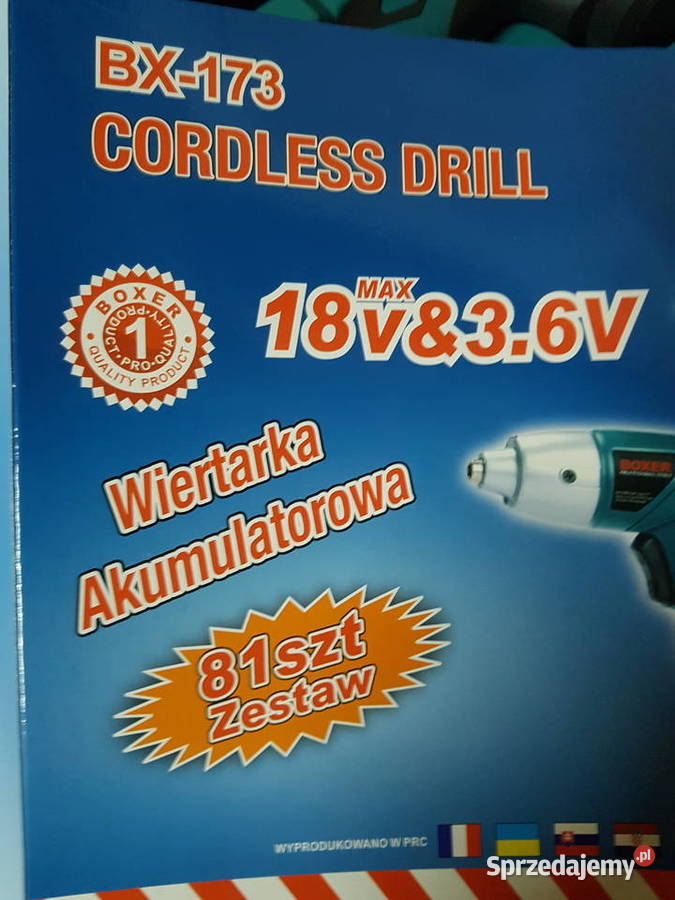 BX-173
CORDLESS DRILL
18V MAX & 3.6V
BOXER
PRODUCT·PRO-QUALITY
1
QUALITY PRODUCT
Wiertarka
Akumulatorowa
BOXER
81szt
Zestaw
WYPRODUKOWANO W PRC
Sprzedajemy.pl